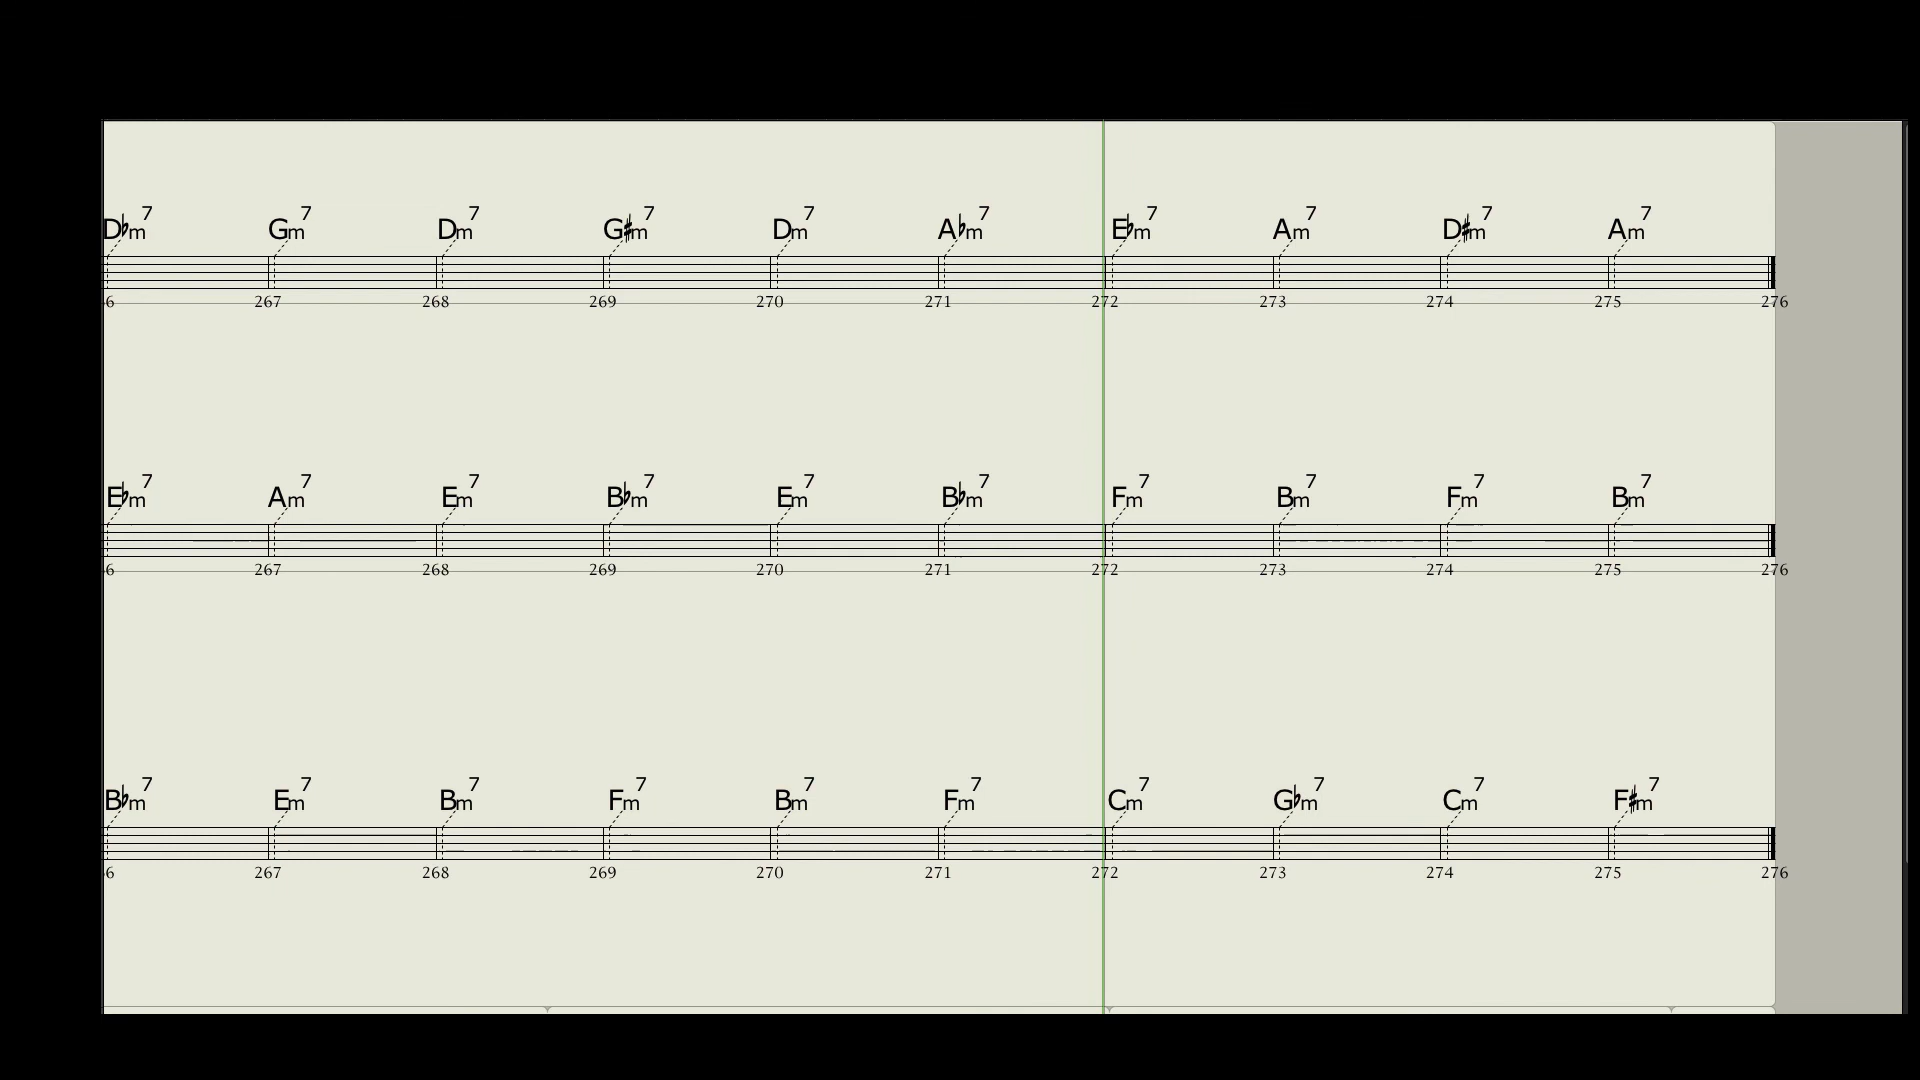 D♭m7 Gm7 Dm7 G♯m7 Dm7 A♭m7 E♭m7 Am7 D♯m7 Am7
6 267 268 269 270 271 272 273 274 275 276
E♭m7 Am7 Em7 B♭m7 Em7 B♭m7 Fm7 Bm7 Fm7 Bm7
6 267 268 269 270 271 272 273 274 275 276
B♭m7 Em7 Bm7 Fm7 Bm7 Fm7 Cm7 G♭m7 Cm7 F♯m7
6 267 268 269 270 271 272 273 274 275 276